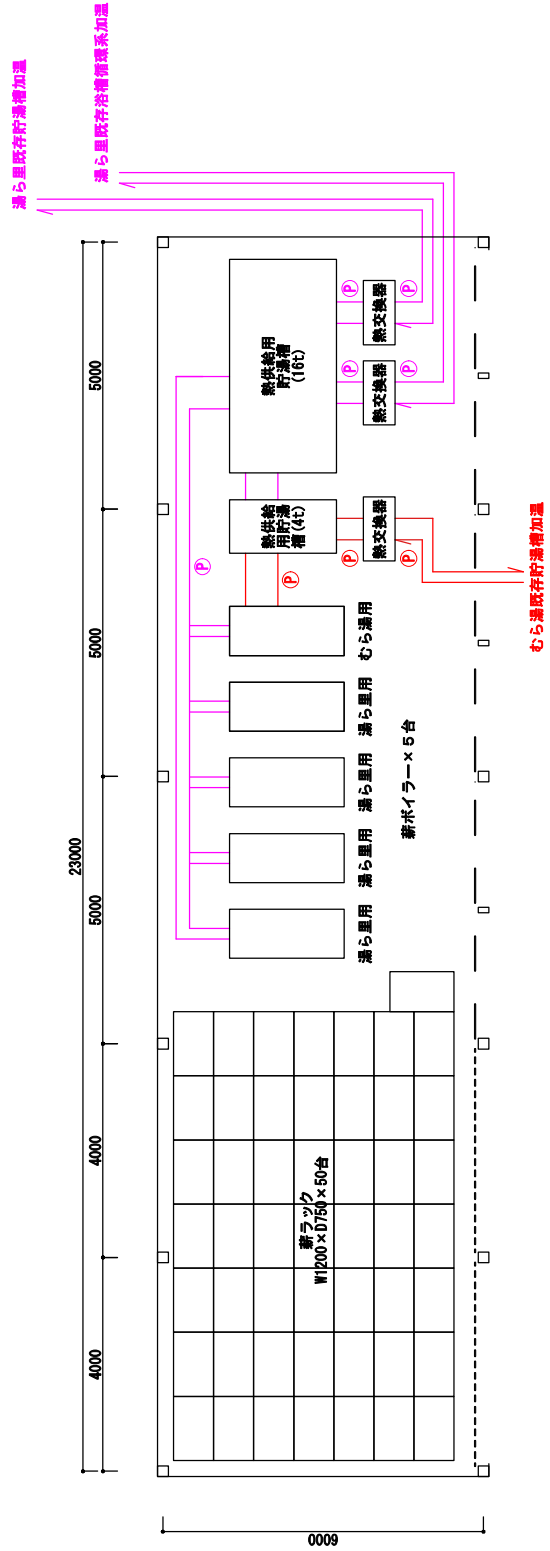 湯ら里既存貯湯槽加温
湯ら里既存浴槽循環系加温
23000
4000
4000
5000
5000
5000
6000
薪ラック
W1200×D750×50台
湯ら里用
湯ら里用
湯ら里用
湯ら里用
むら湯用
薪ボイラー×5台
熱供給
用貯湯
槽(4t)
熱供給用
貯湯槽
(16t)
熱交換器
熱交換器
熱交換器
P
P
P
P
P
P
P
P
むら湯既存貯湯槽加温